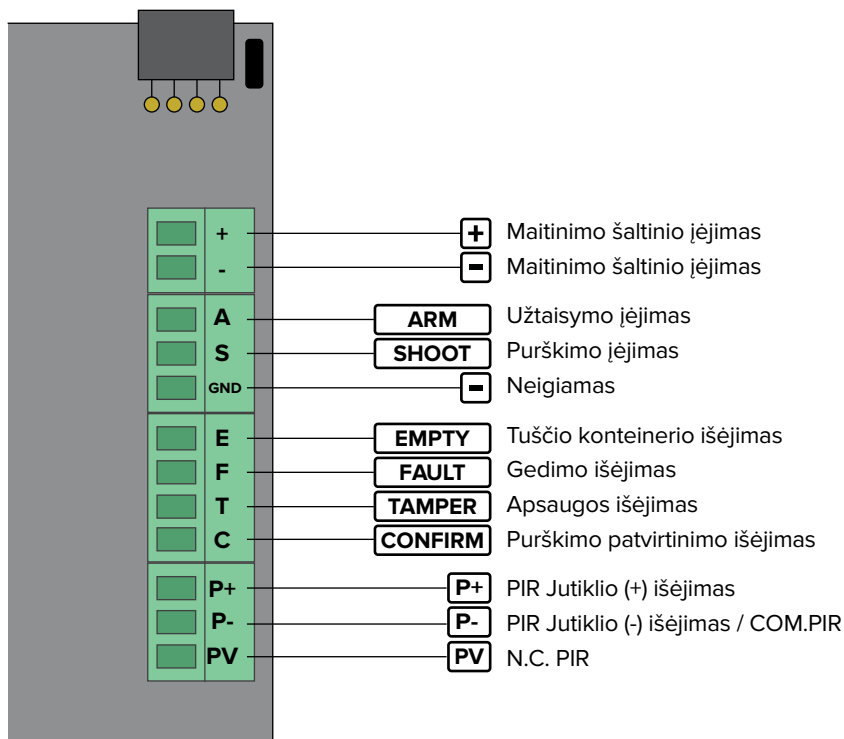 + + Maitinimo šaltinio įėjimas
- - Maitinimo šaltinio įėjimas
A ARM Užtaisymo įėjimas
S SHOOT Purškimo įėjimas
GND - Neigiamas
E EMPTY Tuščio konteinerio išėjimas
F FAULT Gedimo išėjimas
T TAMPER Apsaugos išėjimas
C CONFIRM Purškimo patvirtinimo išėjimas
P+ P+ PIR Jutiklio (+) išėjimas
P- P- PIR Jutiklio (-) išėjimas / COM.PIR
PV PV N.C. PIR